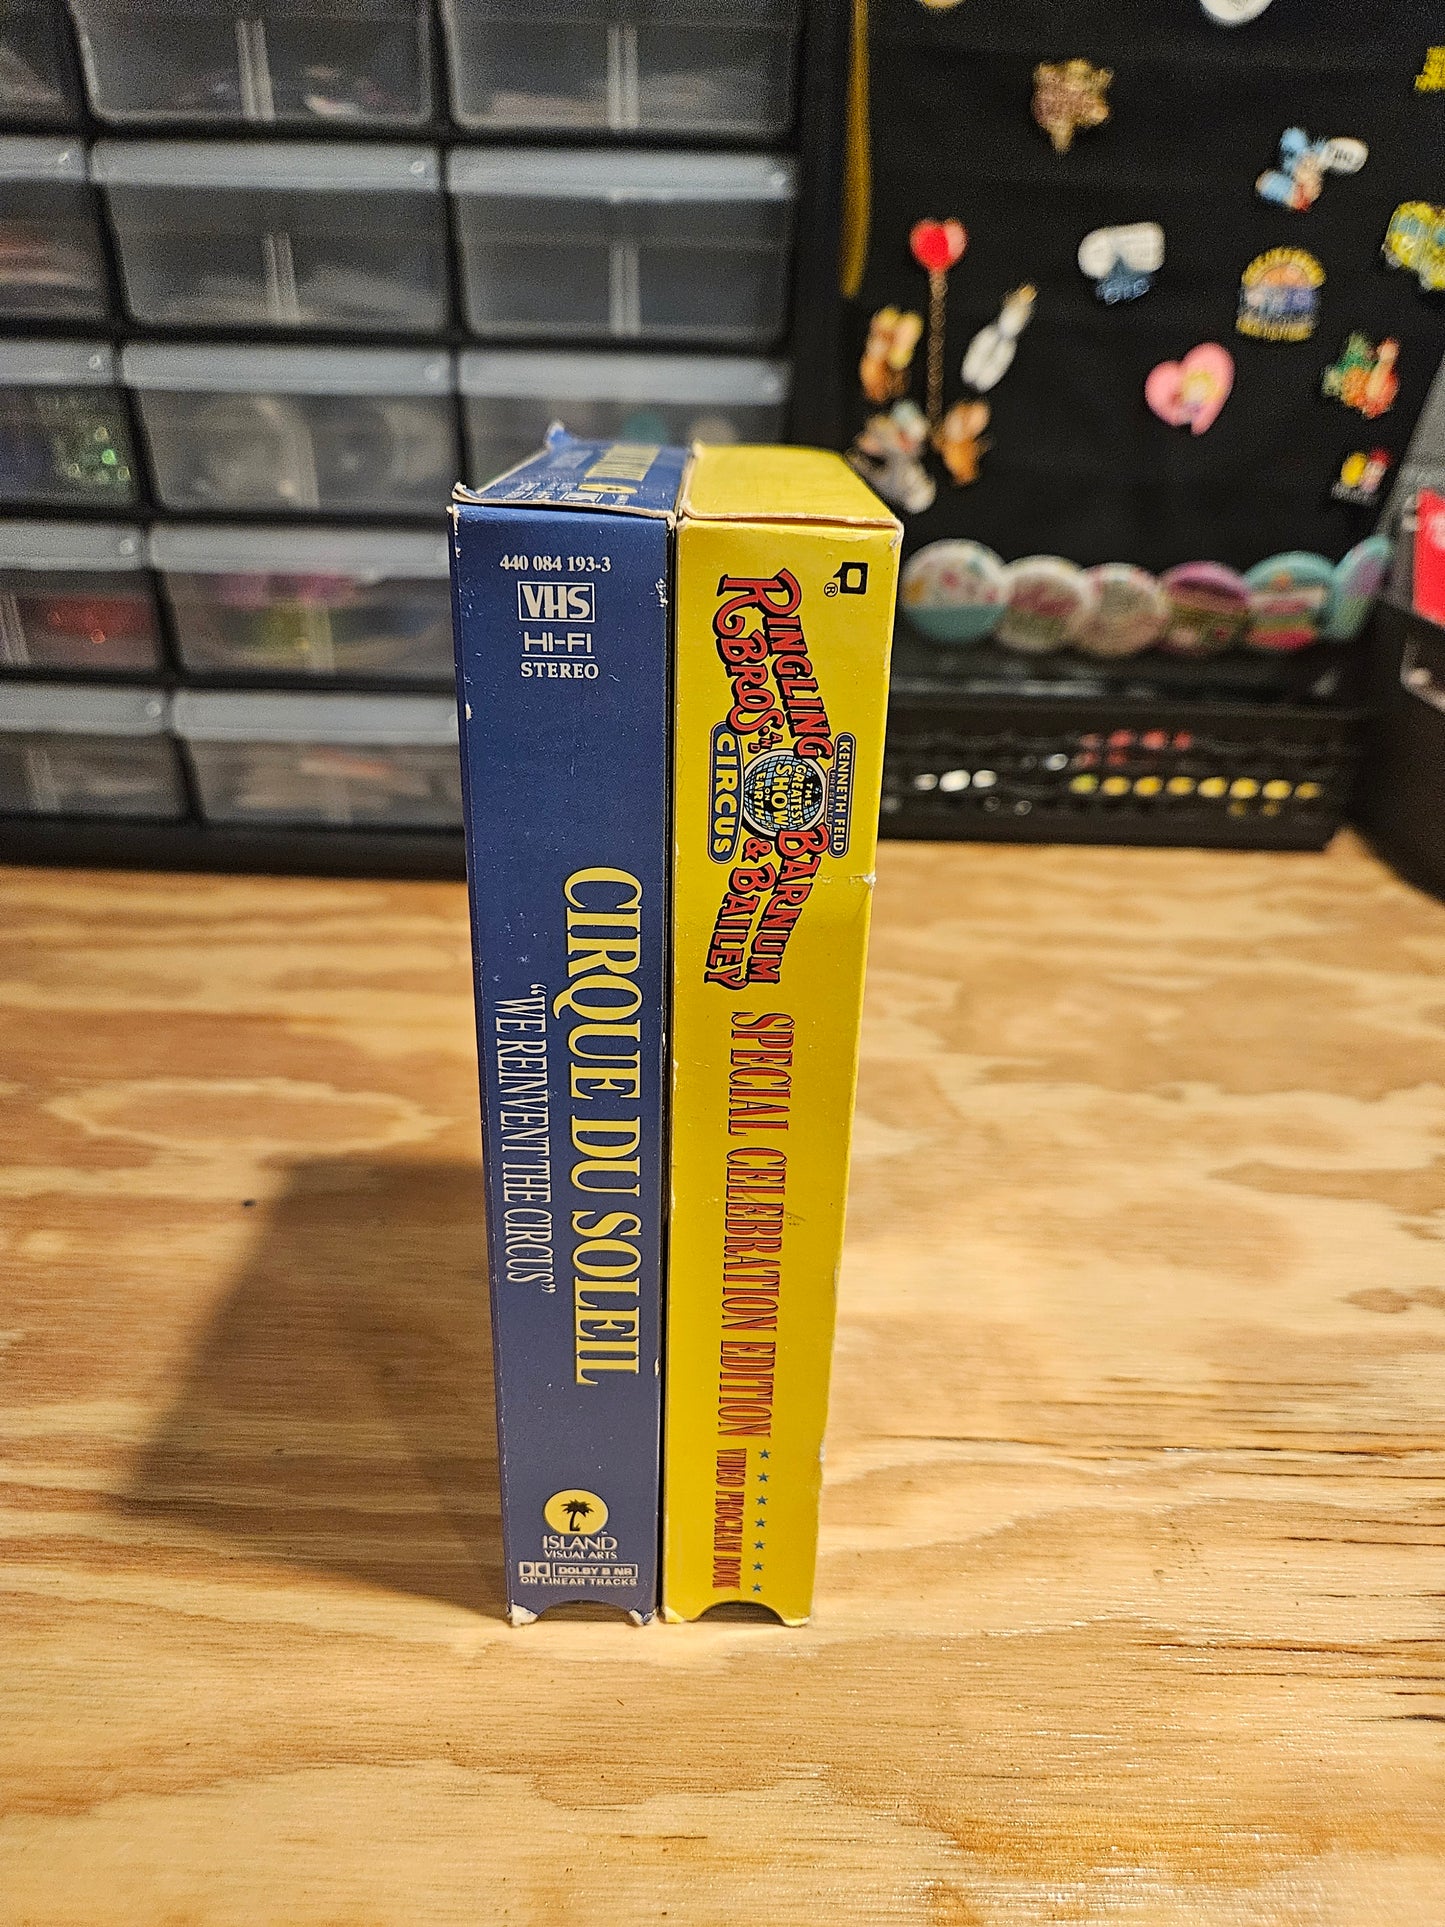 440 084 193-3
VHS
HI-FI
STEREO
CIRQUE DU SOLEIL
“WE REINVENT THE CIRCUS”
ISLAND
VISUAL ARTS
DOLBY B NR
ON LINEAR TRACKS
®
KENNETH FELD
RINGLING
BROS. AND
BARNUM
& BAILEY
CIRCUS
THE
GREATEST
SHOW
ON
EARTH
SPECIAL CELEBRATION EDITION
VIDEO PROGRAM BOOK